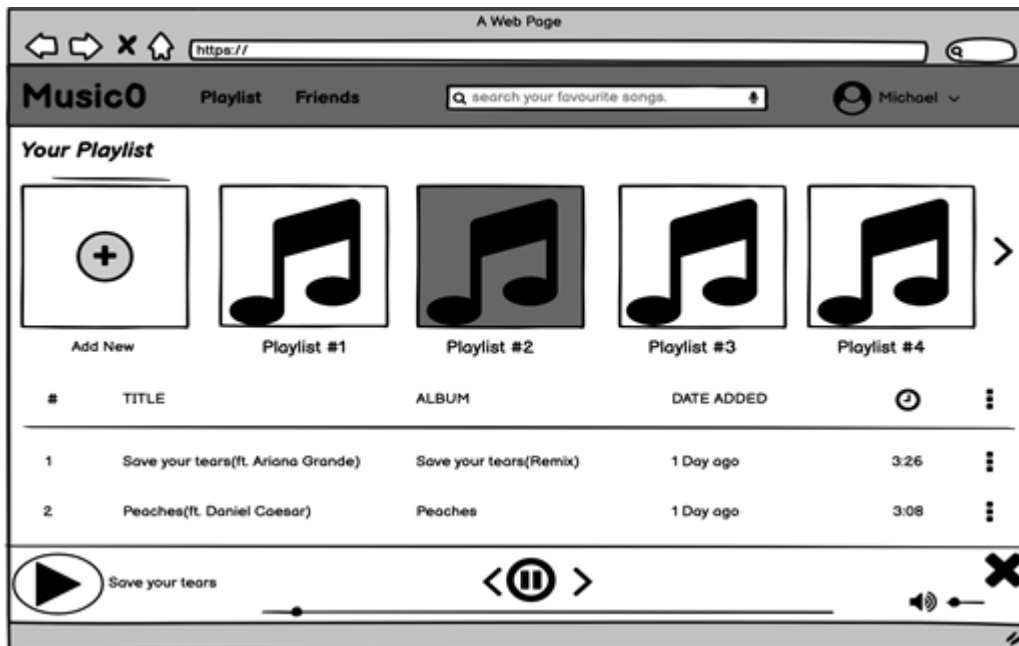 A Web Page
https://
Music0 Playlist Friends search your favourite songs. Michael
Your Playlist
Add New Playlist #1 Playlist #2 Playlist #3 Playlist #4
# TITLE ALBUM DATE ADDED
1 Save your tears(ft. Ariana Grande) Save your tears(Remix) 1 Day ago 3:26
2 Peaches(ft. Daniel Caesar) Peaches 1 Day ago 3:08
Save your tears